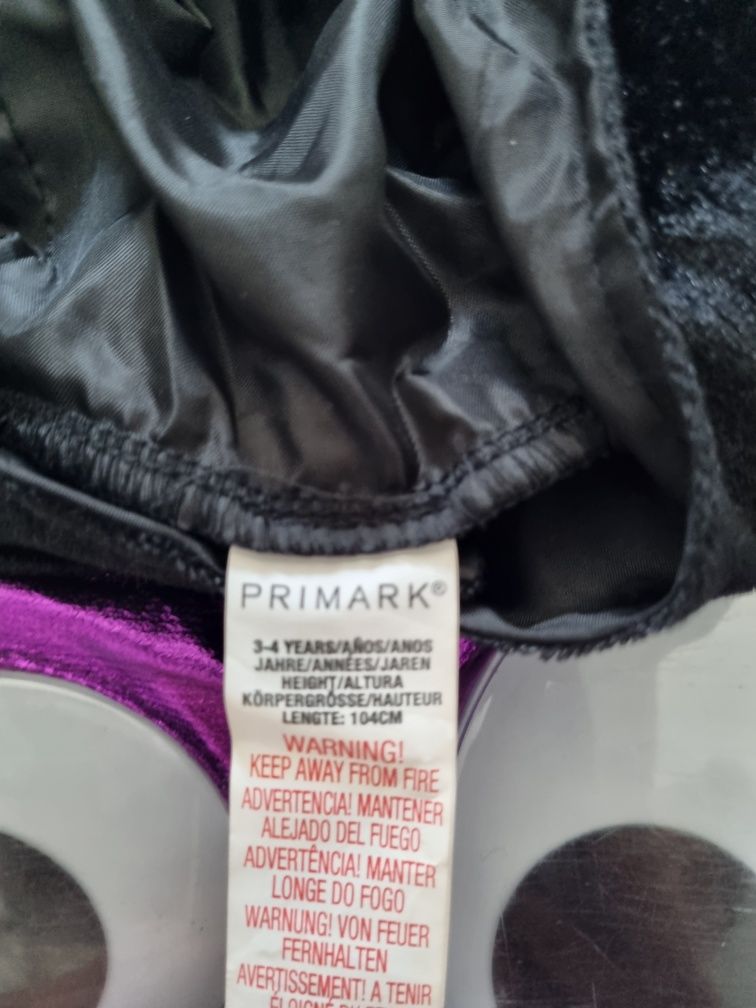 PRIMARK®
3-4 YEARS/AÑOS/ANOS
JAHRE/ANNÉES/JAREN
HEIGHT/ALTURA
KÖRPERGRÖSSE/HAUTEUR
LENGTE: 104CM
WARNING!
KEEP AWAY FROM FIRE
ADVERTENCIA! MANTENER
ALEJADO DEL FUEGO
ADVERTÊNCIA! MANTER
LONGE DO FOGO
WARNUNG! VON FEUER
FERNHALTEN
AVERTISSEMENT! A TENIR